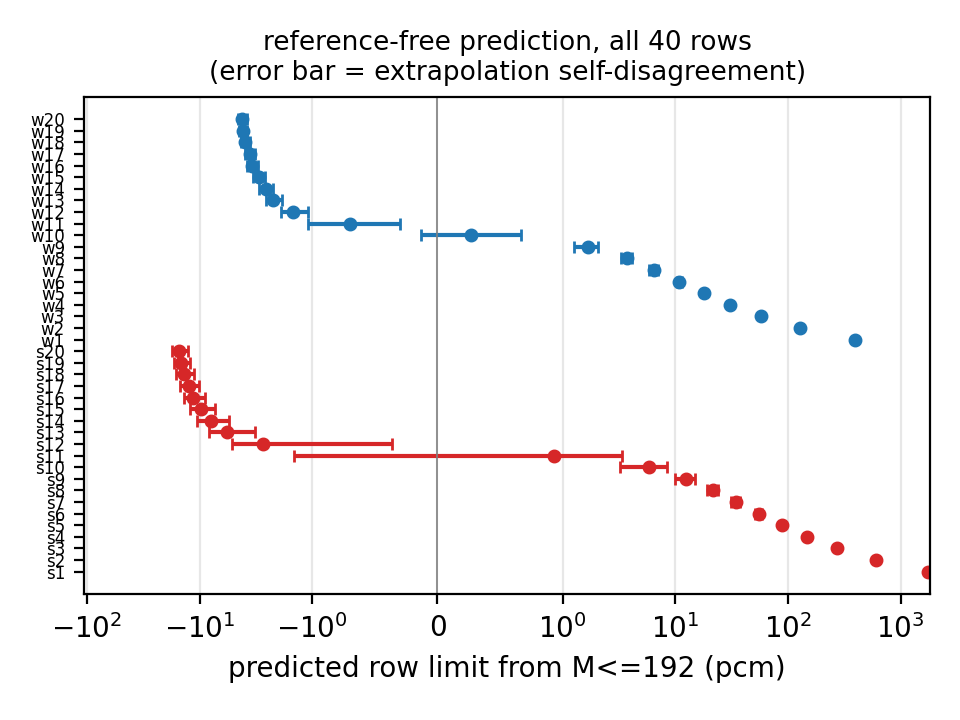 reference-free prediction, all 40 rows
(error bar = extrapolation self-disagreement)
w20
w19
w18
w17
w16
w15
w14
w13
w12
w11
w10
w9
w8
w7
w6
w5
w4
w3
w2
w1
s20
s19
s18
s17
s16
s15
s14
s13
s12
s11
s10
s9
s8
s7
s6
s5
s4
s3
s2
s1
−10² −10¹ −10⁰ 0 10⁰ 10¹ 10² 10³
predicted row limit from M<=192 (pcm)